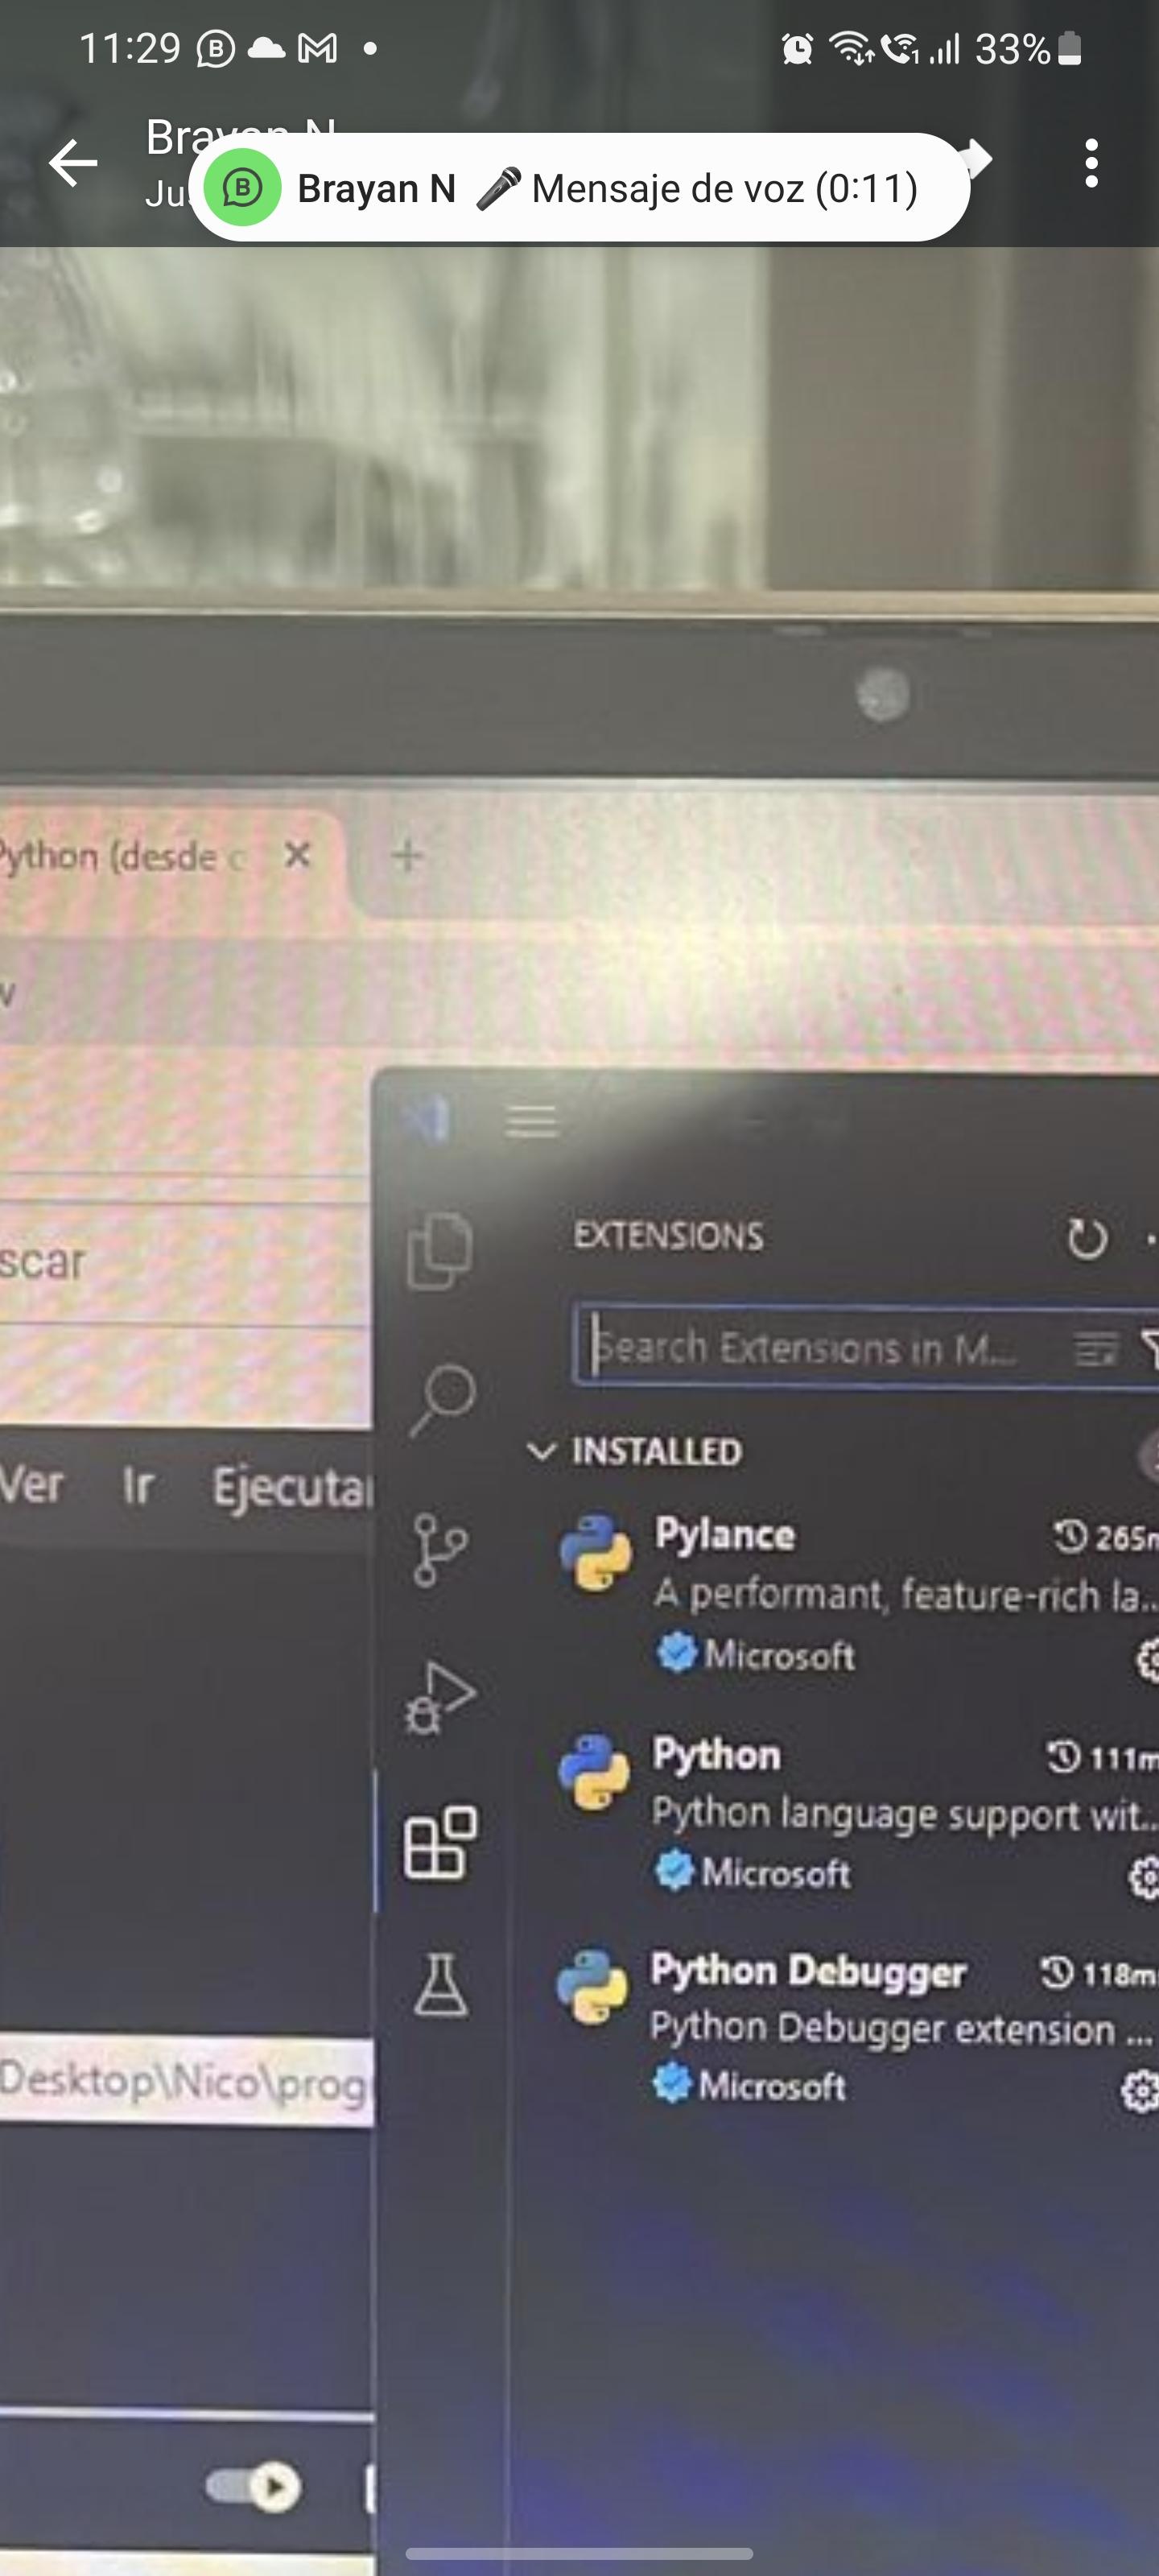 11:29
33%
Brayan N
Brayan N 🎤 Mensaje de voz (0:11)
Python (desde c
EXTENSIONS
scar
Search Extensions in M...
INSTALLED
Ver Ir Ejecutar
Pylance 265m
A performant, feature-rich la...
Microsoft
Python 111m
Python language support wit...
Microsoft
Python Debugger 118m
Python Debugger extension ...
Microsoft
Desktop\Nico\prog